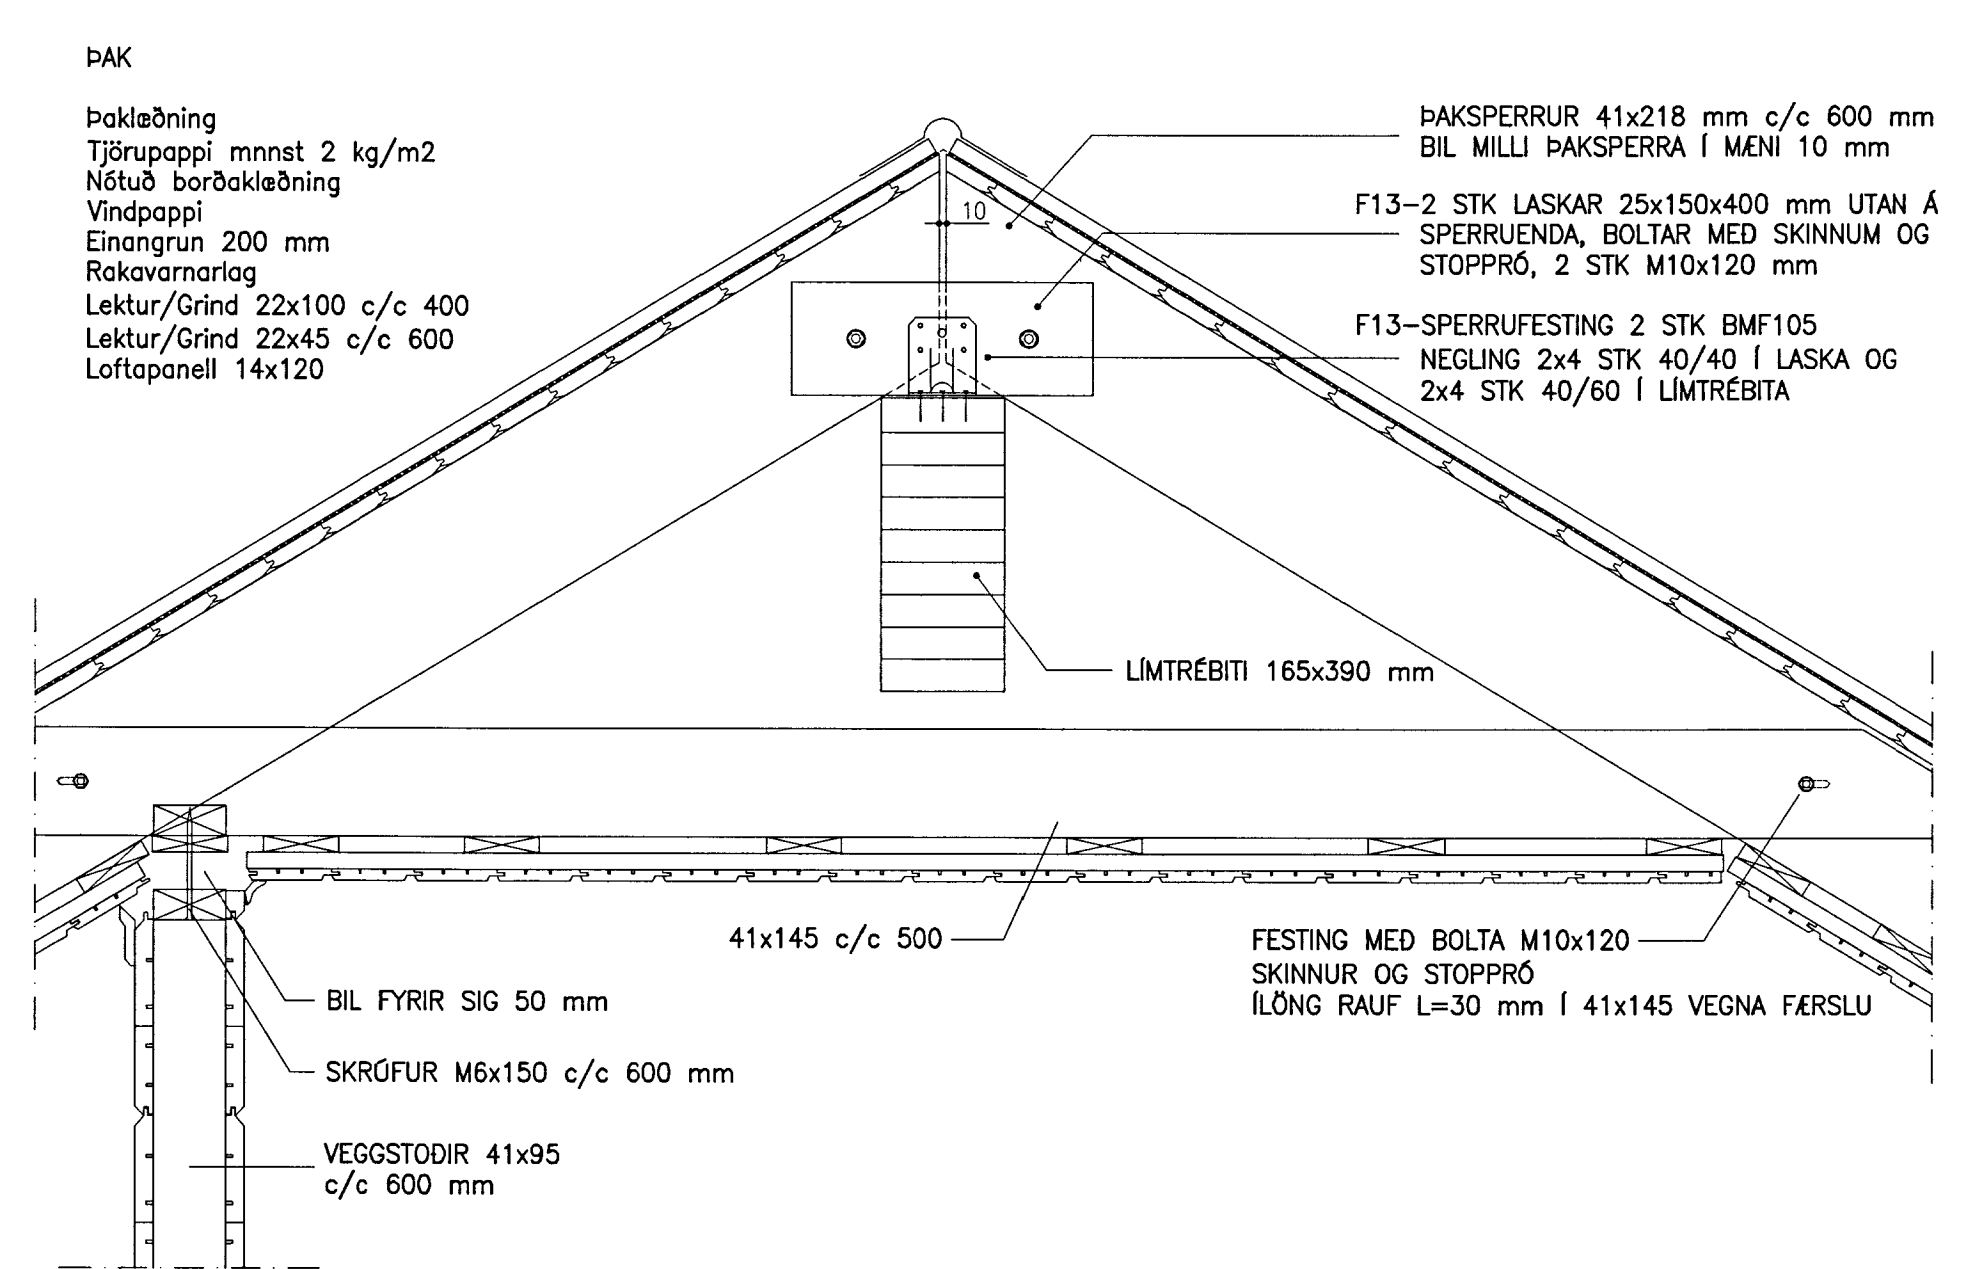 ÞAK
Þaklæðning
Tjörupappi mnnst 2 kg/m2
Nótuð borðaklæðning
Vindpappi
Einangrun 200 mm
Rakavarnarlag
Lektur/Grind 22x100 c/c 400
Lektur/Grind 22x45 c/c 600
Loftapanell 14x120
ÞAKSPERRUR 41x218 mm c/c 600 mm
BIL MILLI ÞAKSPERRA Í MÆNI 10 mm
F13-2 STK LASKAR 25x150x400 mm UTAN Á
SPERRUENDA, BOLTAR MEÐ SKINNUM OG
STOPPRÓ, 2 STK M10x120 mm
F13-SPERRUFESTING 2 STK BMF105
NEGLING 2x4 STK 40/40 Í LASKA OG
2x4 STK 40/60 Í LÍMTRÉBITA
10
LÍMTRÉBITI 165x390 mm
41x145 c/c 500
FESTING MEÐ BOLTA M10x120
SKINNUR OG STOPPRÓ
ÍLÖNG RAUF L=30 mm Í 41x145 VEGNA FÆRSLU
BIL FYRIR SIG 50 mm
SKRÚFUR M6x150 c/c 600 mm
VEGGSTOÐIR 41x95
c/c 600 mm